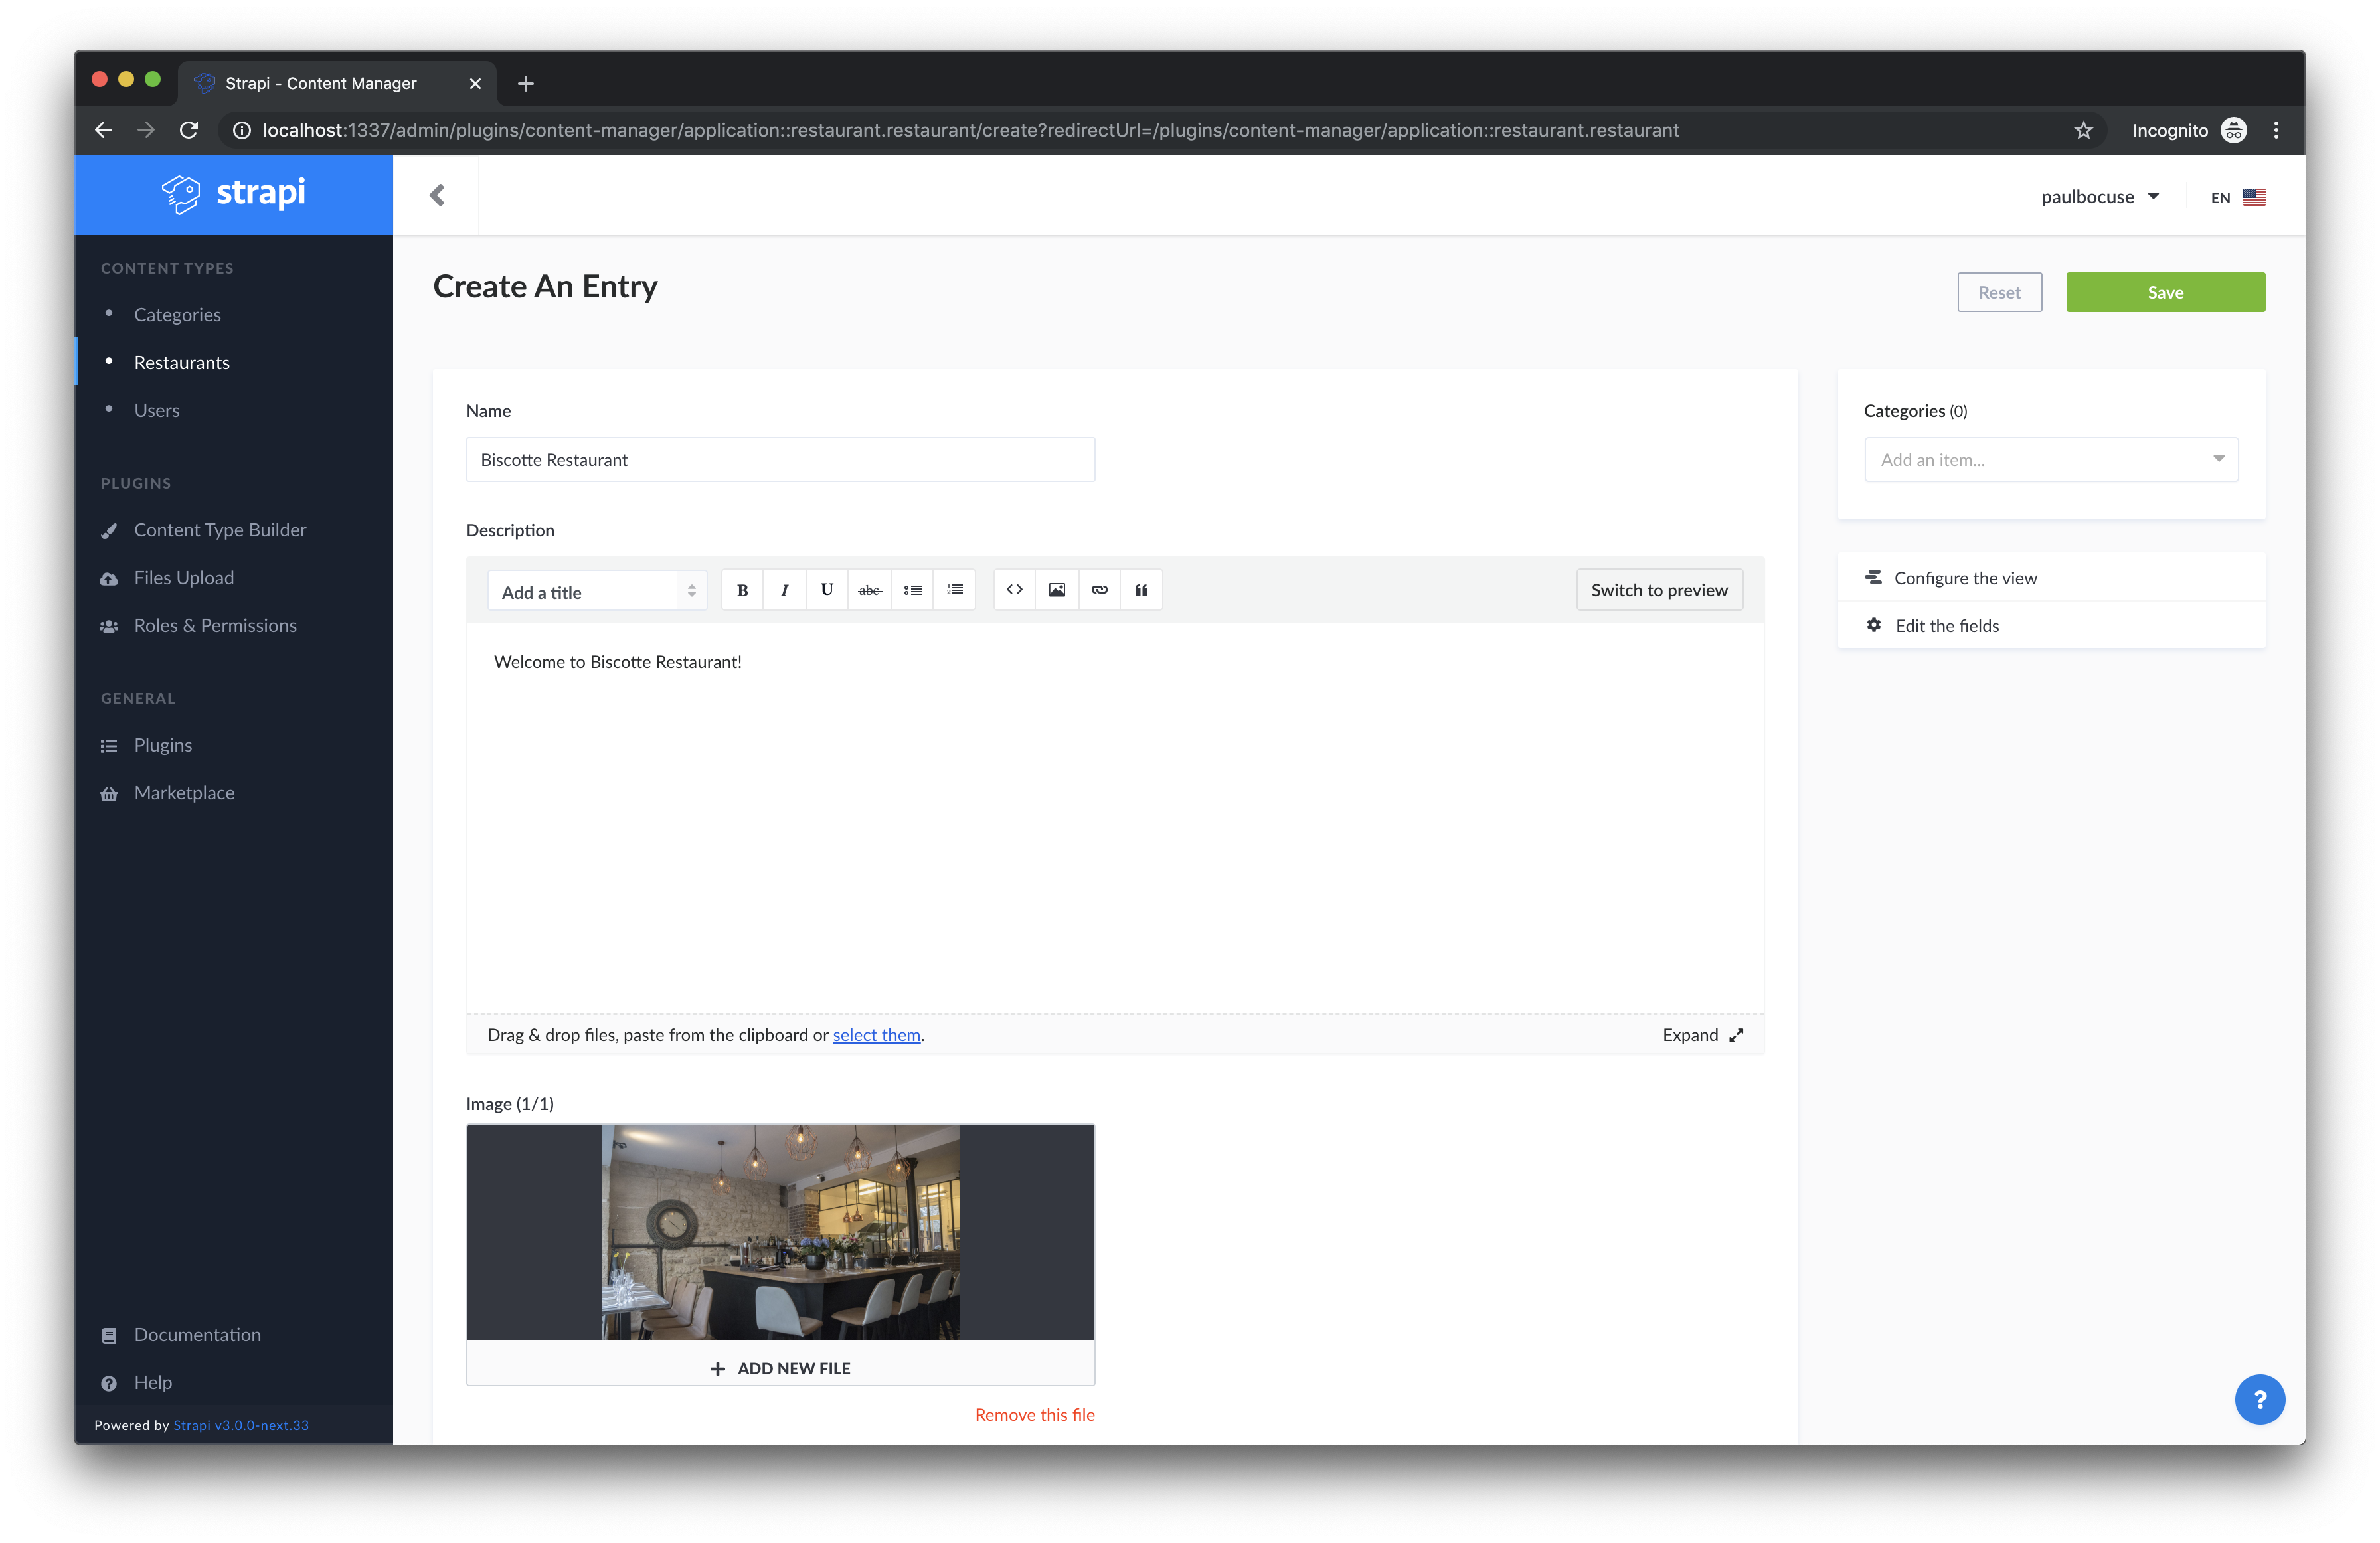 Strapi - Content Manager
localhost:1337/admin/plugins/content-manager/application::restaurant.restaurant/create?redirectUrl=/plugins/content-manager/application::restaurant.restaurant
Incognito
strapi
paulbocuse
EN
CONTENT TYPES
Categories
Restaurants
Users
PLUGINS
Content Type Builder
Files Upload
Roles & Permissions
GENERAL
Plugins
Marketplace
Documentation
Help
Powered by Strapi v3.0.0-next.33
Create An Entry
Reset
Save
Name
Biscotte Restaurant
Description
Add a title
B I U abc
Switch to preview
Welcome to Biscotte Restaurant!
Drag & drop files, paste from the clipboard or select them.
Expand
Image (1/1)
ADD NEW FILE
Remove this file
Categories (0)
Add an item...
Configure the view
Edit the fields
?